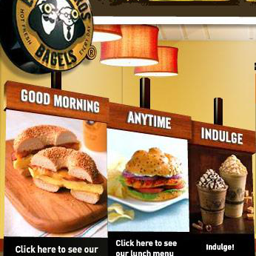 BAGELS
GOOD MORNING
ANYTIME
INDULGE
Click here to see our
Click here to see
our lunch menu
Indulge!